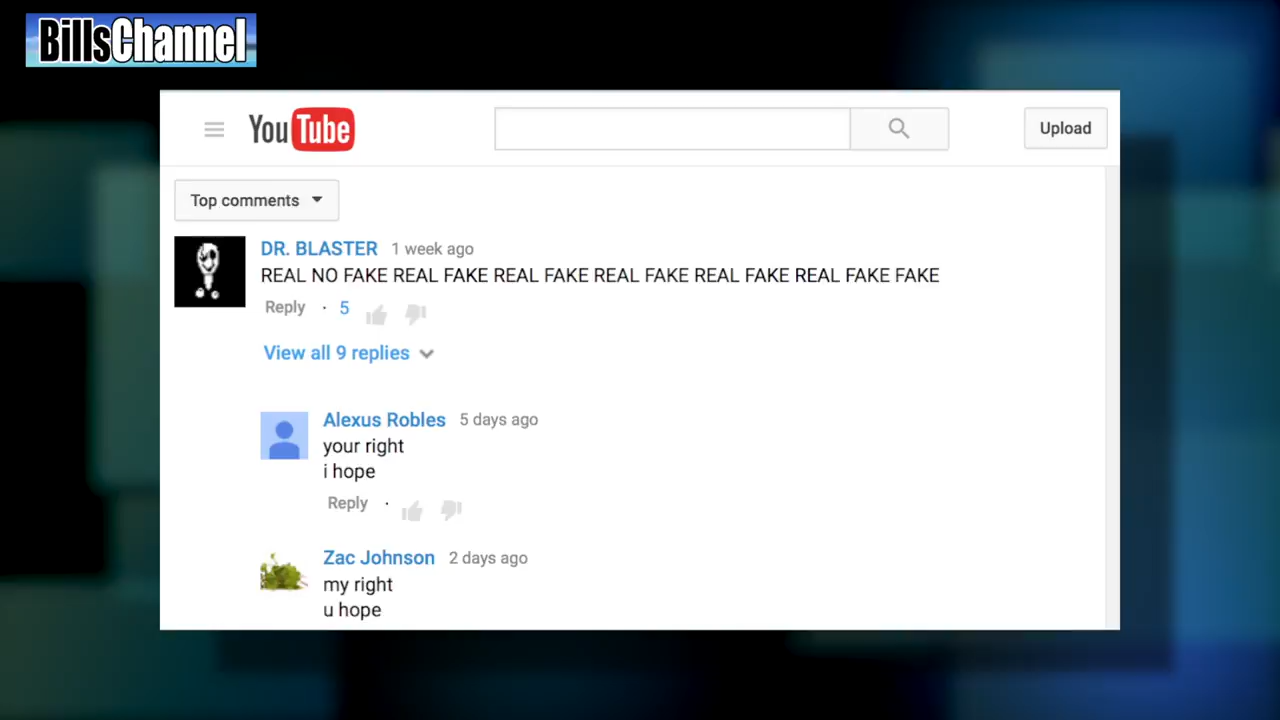 BillsChannel
YouTube
Upload
Top comments
DR. BLASTER 1 week ago
REAL NO FAKE REAL FAKE REAL FAKE REAL FAKE REAL FAKE REAL FAKE FAKE
Reply · 5
View all 9 replies
Alexus Robles 5 days ago
your right
i hope
Reply ·
Zac Johnson 2 days ago
my right
u hope